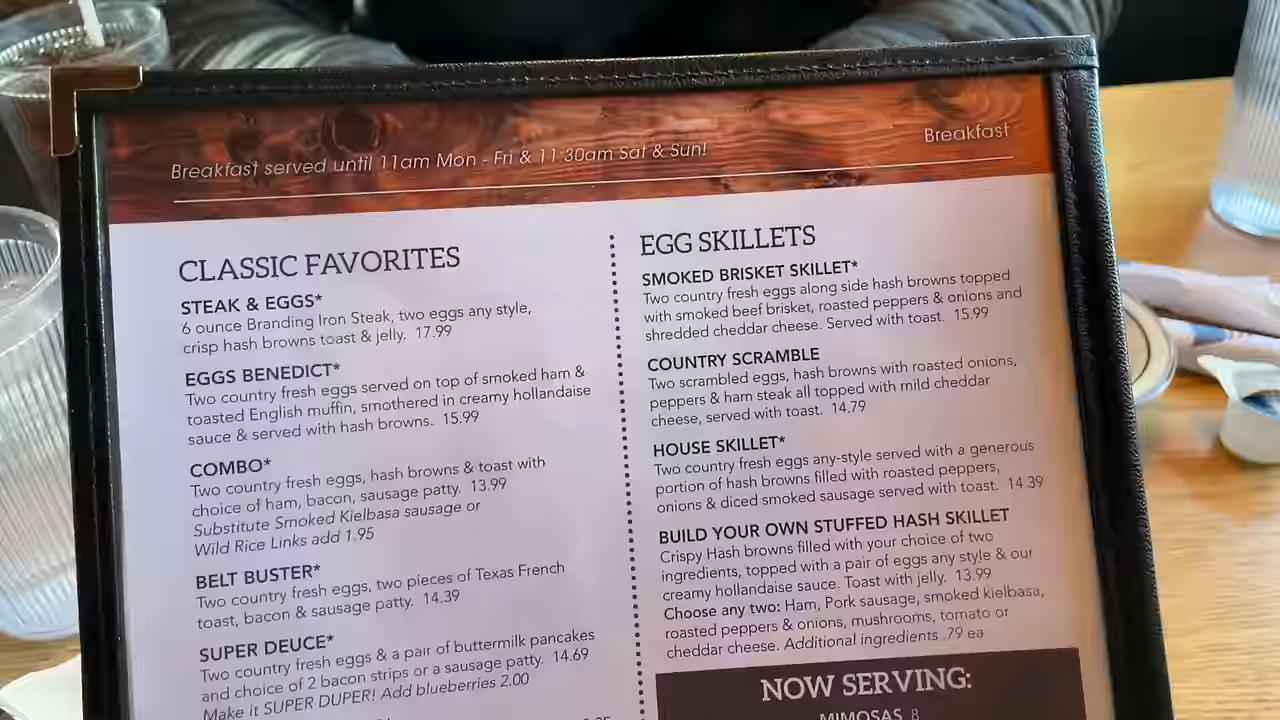 Breakfast served until 11am Mon - Fri & 11:30am Sat & Sun!
Breakfast
CLASSIC FAVORITES
STEAK & EGGS*
6 ounce Branding Iron Steak, two eggs any style,
crisp hash browns toast & jelly. 17.99
EGGS BENEDICT*
Two country fresh eggs served on top of smoked ham &
toasted English muffin, smothered in creamy hollandaise
sauce & served with hash browns. 15.99
COMBO*
Two country fresh eggs, hash browns & toast with
choice of ham, bacon, sausage patty. 13.99
Substitute Smoked Kielbasa sausage or
Wild Rice Links add 1.95
BELT BUSTER*
Two country fresh eggs, two pieces of Texas French
toast, bacon & sausage patty. 14.39
SUPER DEUCE*
Two country fresh eggs & a pair of buttermilk pancakes
and choice of 2 bacon strips or a sausage patty. 14.69
Make it SUPER DUPER! Add blueberries 2.00
EGG SKILLETS
SMOKED BRISKET SKILLET*
Two country fresh eggs along side hash browns topped
with smoked beef brisket, roasted peppers & onions and
shredded cheddar cheese. Served with toast. 15.99
COUNTRY SCRAMBLE
Two scrambled eggs, hash browns with roasted onions,
peppers & ham steak all topped with mild cheddar
cheese, served with toast. 14.79
HOUSE SKILLET*
Two country fresh eggs any-style served with a generous
portion of hash browns filled with roasted peppers,
onions & diced smoked sausage served with toast. 14.39
BUILD YOUR OWN STUFFED HASH SKILLET
Crispy Hash browns filled with your choice of two
ingredients, topped with a pair of eggs any style & our
creamy hollandaise sauce. Toast with jelly. 13.99
Choose any two: Ham, Pork sausage, smoked kielbasa,
roasted peppers & onions, mushrooms, tomato or
cheddar cheese. Additional ingredients .79 ea
NOW SERVING:
MIMOSAS 8